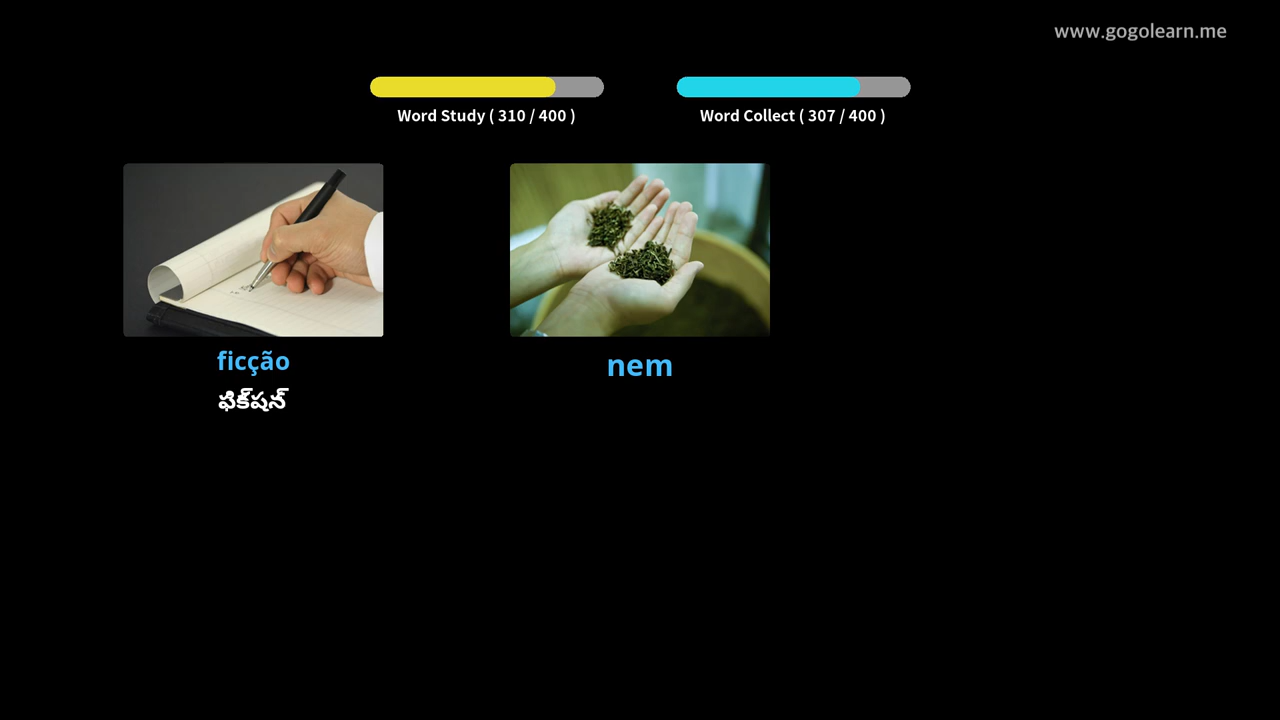 www.gogolearn.me
Word Study ( 310 / 400 )
Word Collect ( 307 / 400 )
ficção
ఫిక్‌షన్
nem